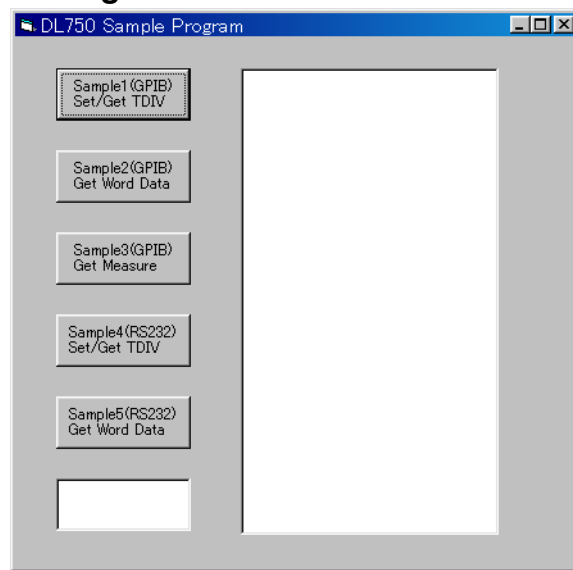 DL750 Sample Program
Sample1(GPIB)
Set/Get TDIV
Sample2(GPIB)
Get Word Data
Sample3(GPIB)
Get Measure
Sample4(RS232)
Set/Get TDIV
Sample5(RS232)
Get Word Data